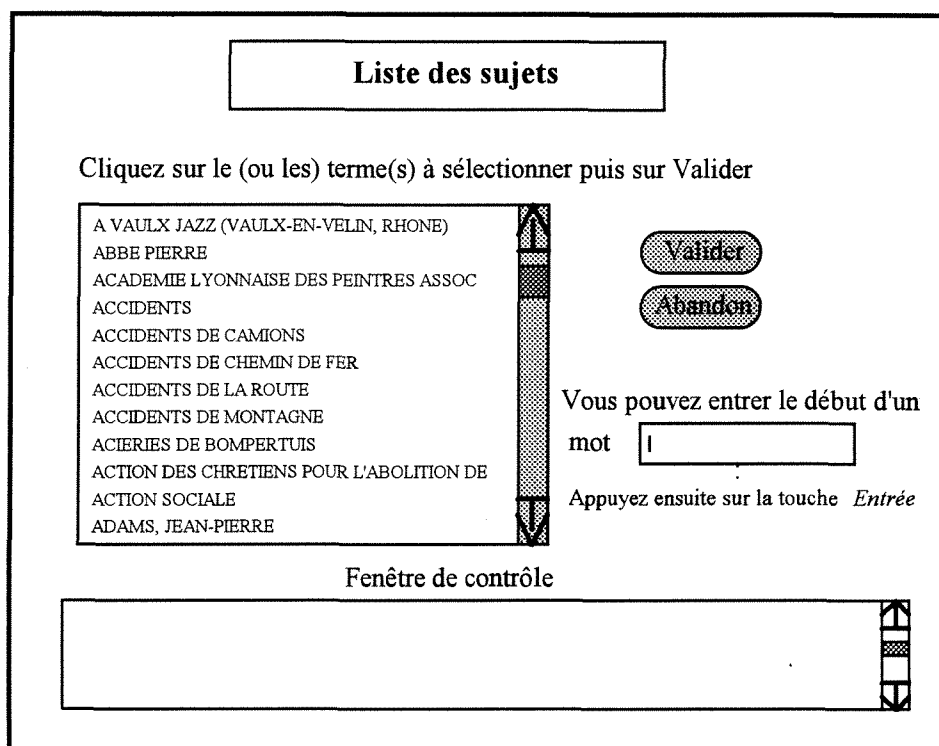 Liste des sujets
Cliquez sur le (ou les) terme(s) à sélectionner puis sur Valider
A VAULX JAZZ (VAULX-EN-VELIN, RHONE)
ABBE PIERRE
ACADEMIE LYONNAISE DES PEINTRES ASSOC
ACCIDENTS
ACCIDENTS DE CAMIONS
ACCIDENTS DE CHEMIN DE FER
ACCIDENTS DE LA ROUTE
ACCIDENTS DE MONTAGNE
ACIERIES DE BOMPERTUIS
ACTION DES CHRETIENS POUR L'ABOLITION DE
ACTION SOCIALE
ADAMS, JEAN-PIERRE
Valider
Abandon
Vous pouvez entrer le début d'un
mot
Appuyez ensuite sur la touche Entrée
Fenêtre de contrôle